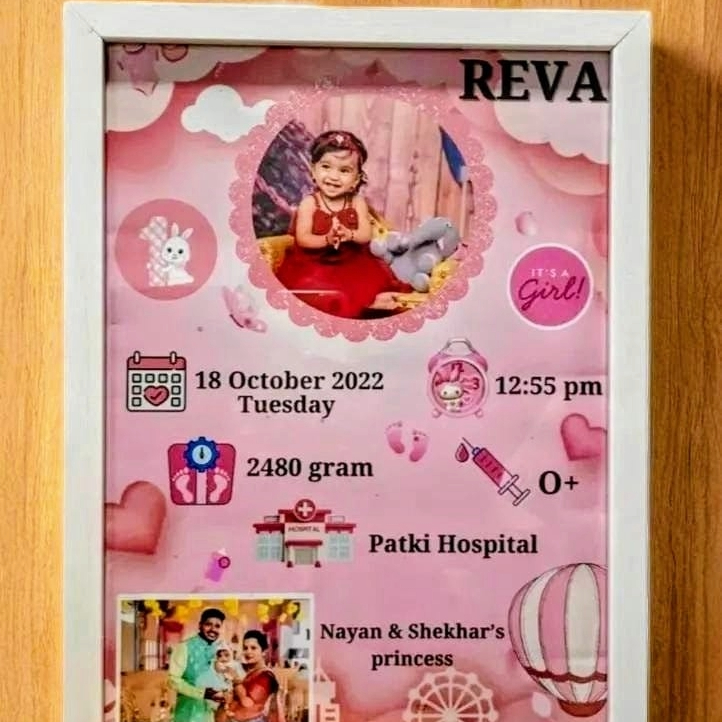 REVA
IT'S A
Girl!
18 October 2022
Tuesday
12:55 pm
2480 gram
O+
HOSPITAL
Patki Hospital
Nayan & Shekhar's
princess